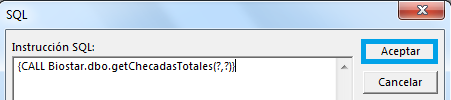 SQL
Instrucción SQL:
{CALL Biostar.dbo.getChecadasTotales(?,?)}
Aceptar
Cancelar